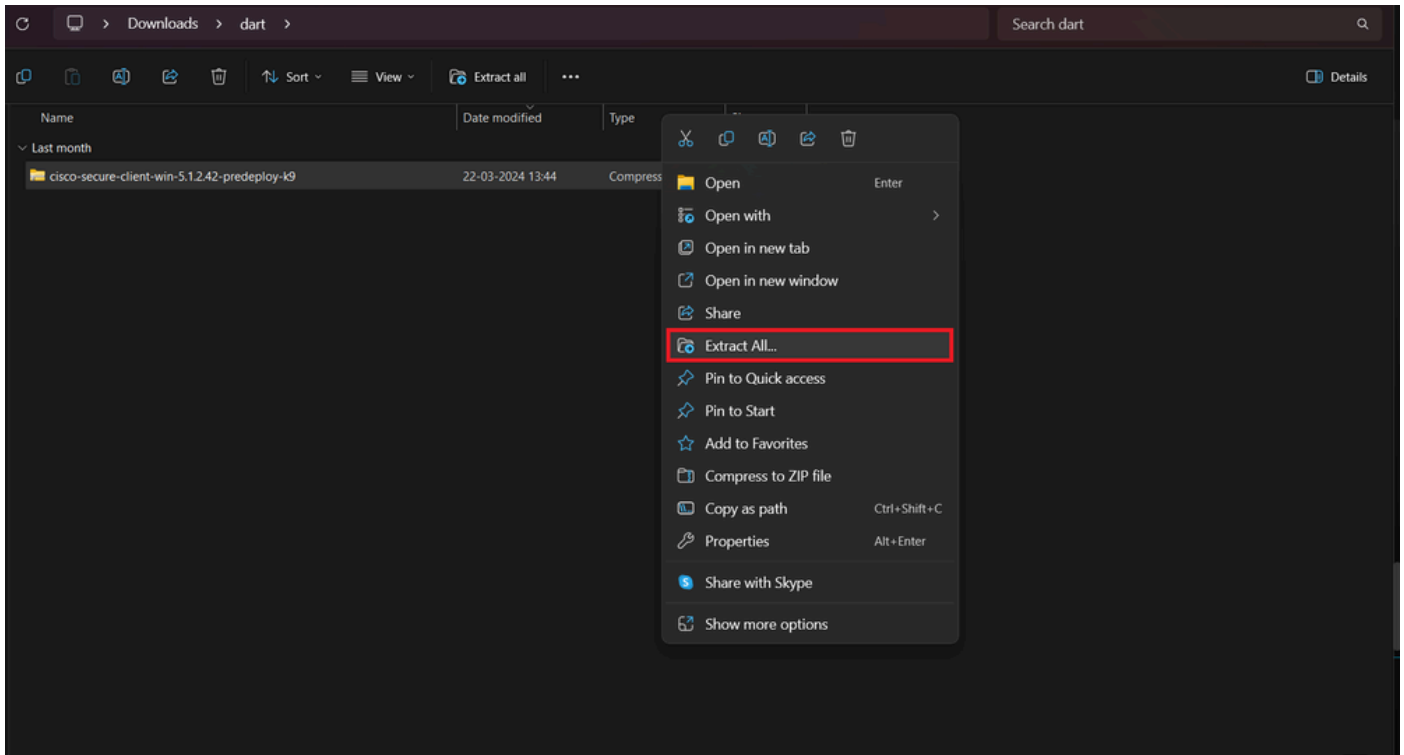 > Downloads > dart >
Search dart
Sort
View
Extract all
...
Details
Name
Date modified
Type
Last month
cisco-secure-client-win-5.1.2.42-predeploy-k9
22-03-2024 13:44
Compress
Open Enter
Open with >
Open in new tab
Open in new window
Share
Extract All...
Pin to Quick access
Pin to Start
Add to Favorites
Compress to ZIP file
Copy as path Ctrl+Shift+C
Properties Alt+Enter
Share with Skype
Show more options